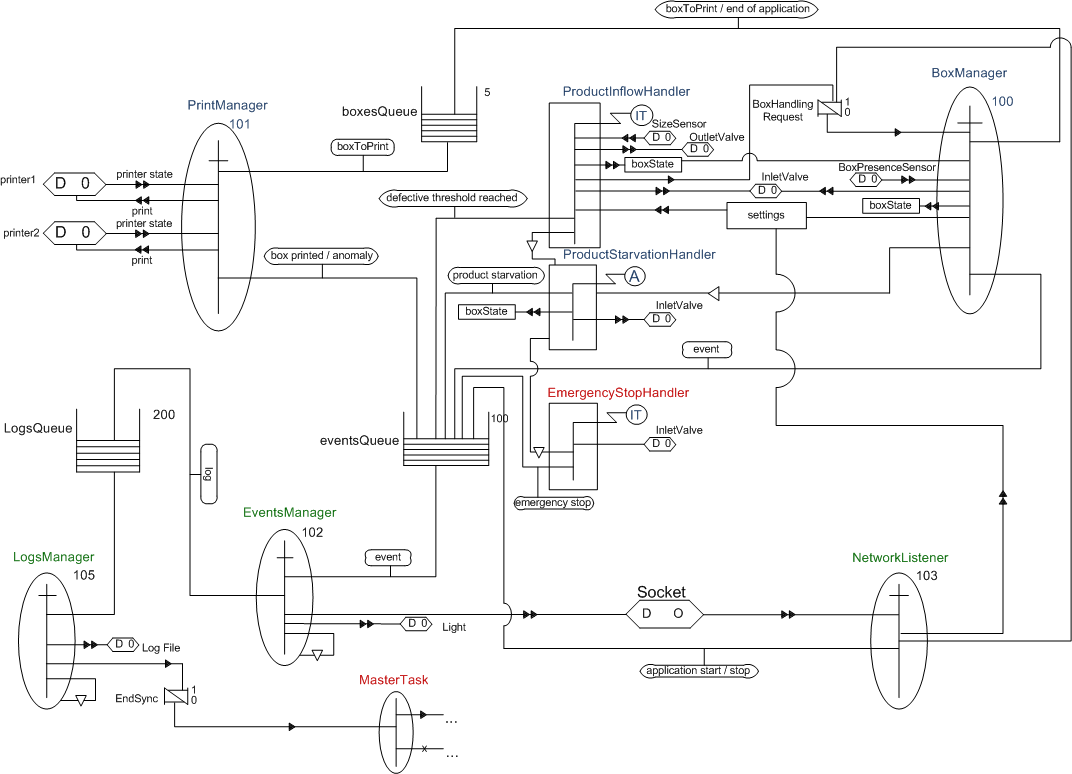 boxToPrint / end of application
BoxManager
100
ProductInflowHandler
IT
5
boxesQueue
BoxHandling
Request
1
0
PrintManager
101
SizeSensor
D 0
OutletValve
D 0
boxToPrint
boxState
BoxPresenceSensor
D 0
printer1
D 0
printer state
print
InletValve
D 0
defective threshold reached
boxState
settings
printer2
D 0
printer state
print
box printed / anomaly
ProductStarvationHandler
A
product starvation
boxState
InletValve
D 0
event
EmergencyStopHandler
IT
LogsQueue
200
eventsQueue
100
InletValve
D 0
log
emergency stop
EventsManager
102
event
LogsManager
105
NetworkListener
103
Socket
D O
D 0
Light
D 0
Log File
application start / stop
EndSync
1
0
MasterTask
...
x
...